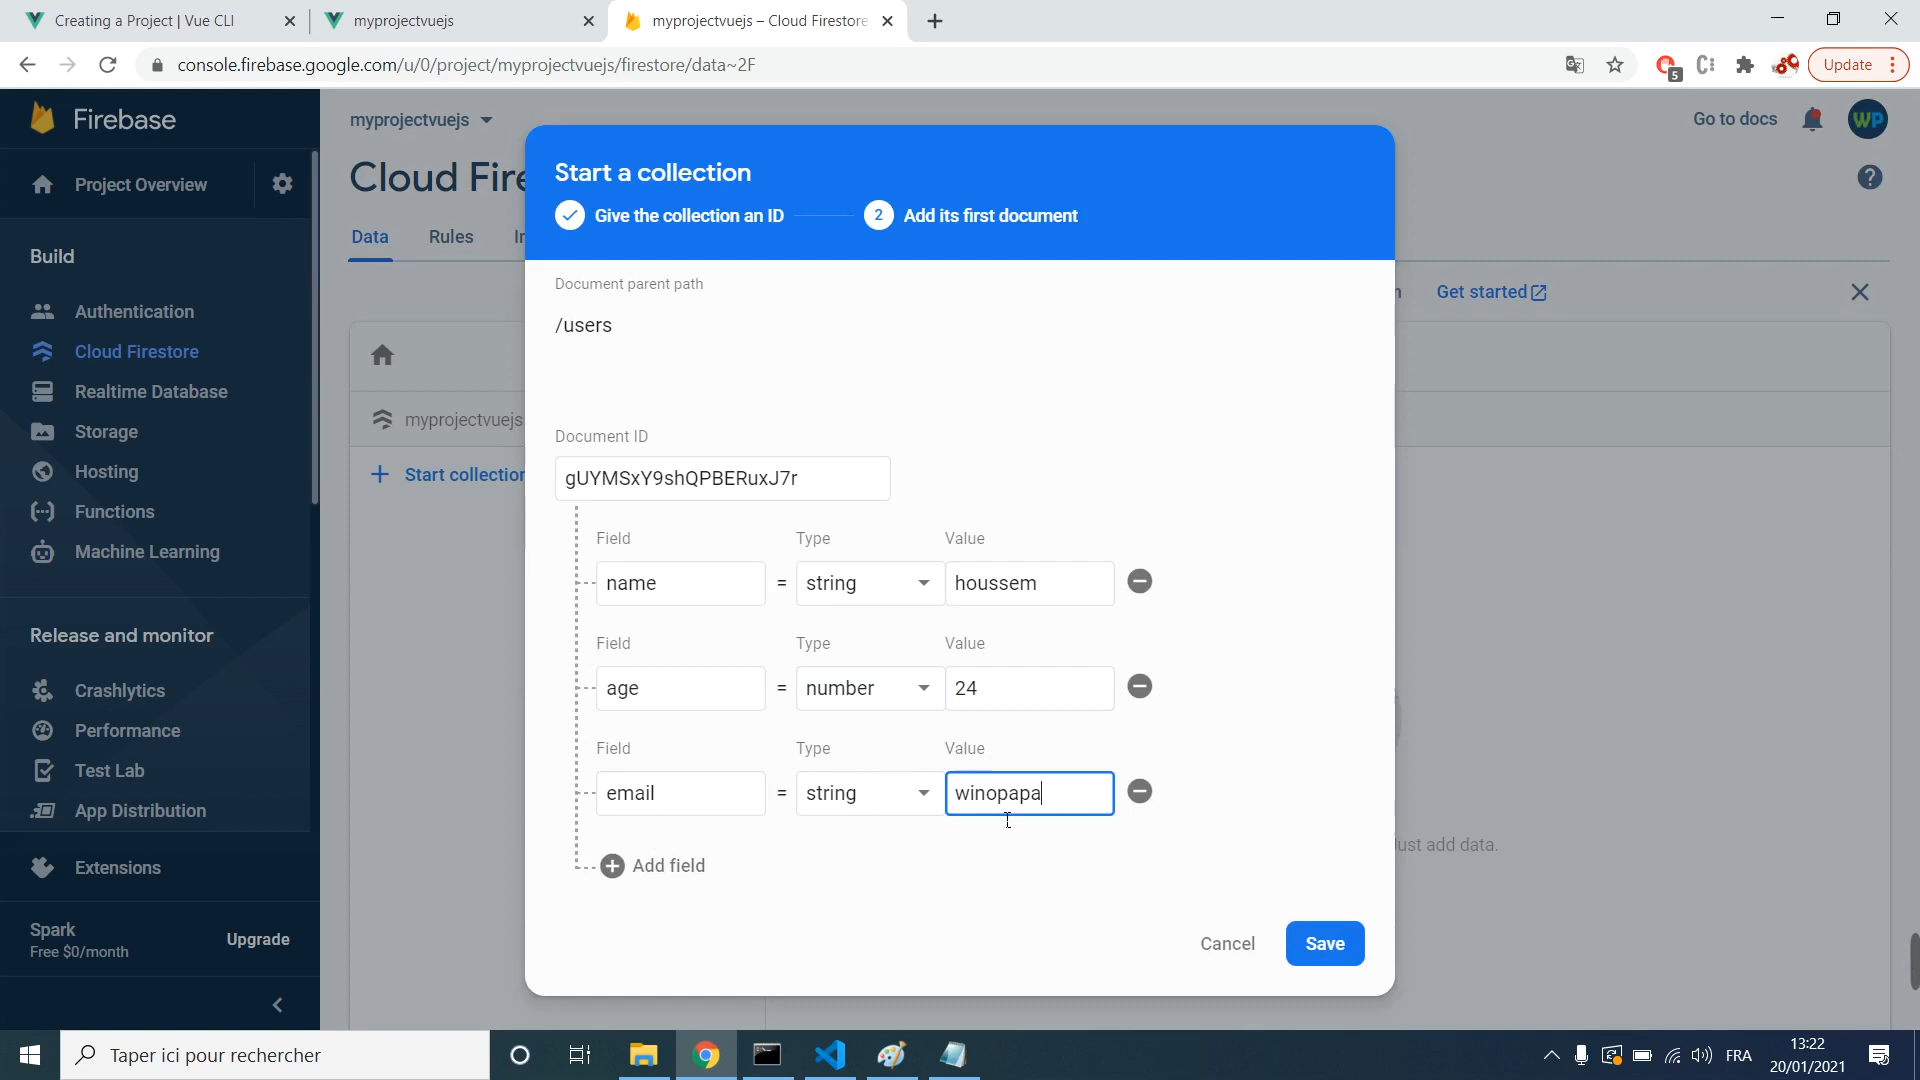 Creating a Project | Vue CLI
myprojectvuejs
myprojectvuejs – Cloud Firestore
console.firebase.google.com/u/0/project/myprojectvuejs/firestore/data~2F
5
Update
Firebase
myprojectvuejs
Go to docs
WP
Project Overview
Cloud Fire
Build
Data
Rules
Get started
Authentication
Cloud Firestore
Realtime Database
Storage
Hosting
Functions
Machine Learning
myprojectvuejs
Start collection
Release and monitor
Crashlytics
Performance
Test Lab
App Distribution
Extensions
Spark
Free $0/month
Upgrade
Start a collection
Give the collection an ID
2 Add its first document
Document parent path
/users
Document ID
gUYMSxY9shQPBERuxJ7r
Field Type Value
name = string houssem
Field Type Value
age = number 24
Field Type Value
email = string winopapa
Add field
Cancel
Save
just add data.
Taper ici pour rechercher
FRA
13:22
20/01/2021